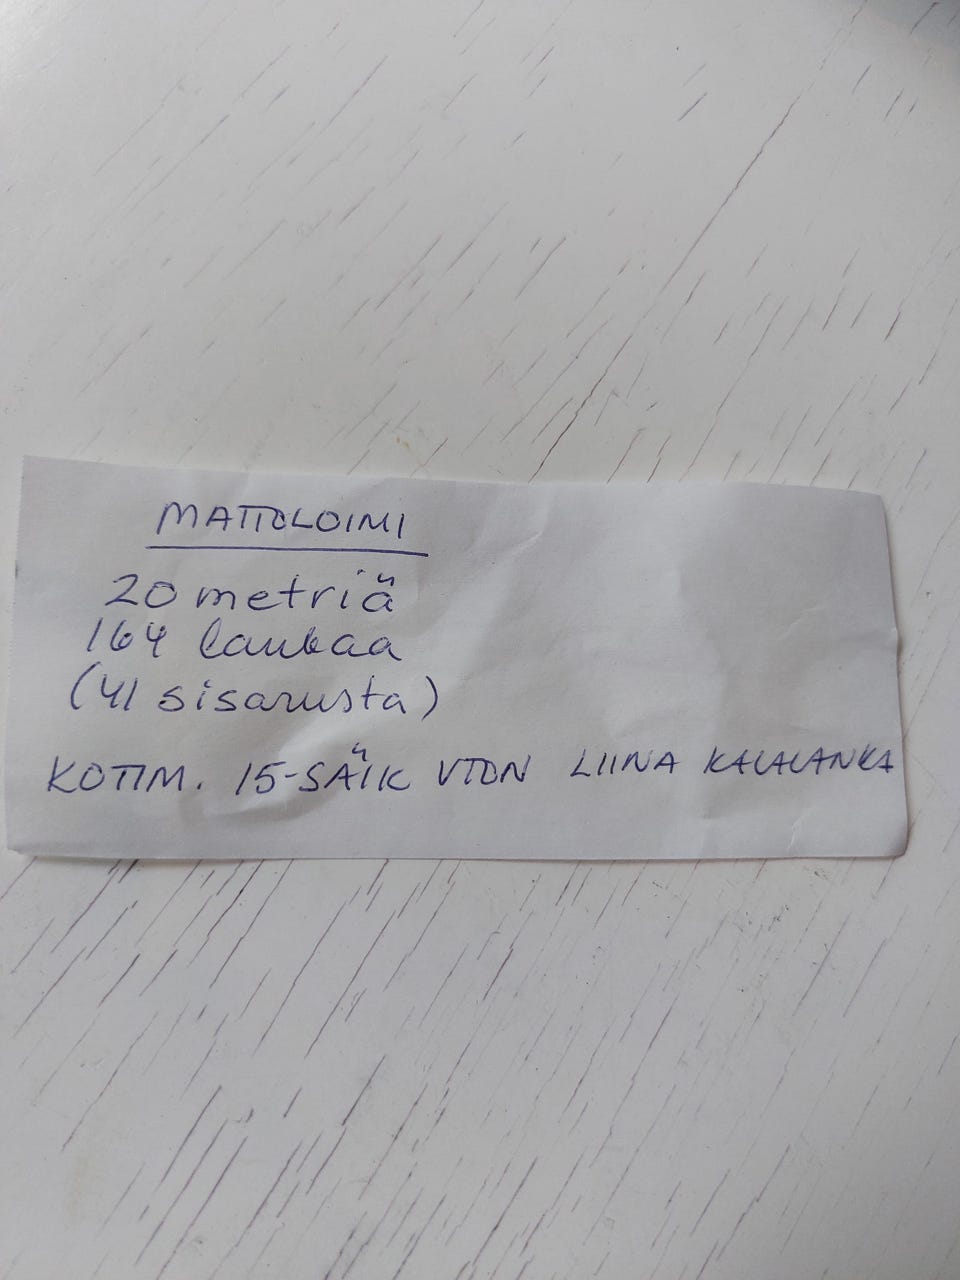 MATTOLOIMI
20 metriä
164 lankaa
(41 sisarusta)
KOTIM. 15-SÄIK VTON LIINA KALALANKA